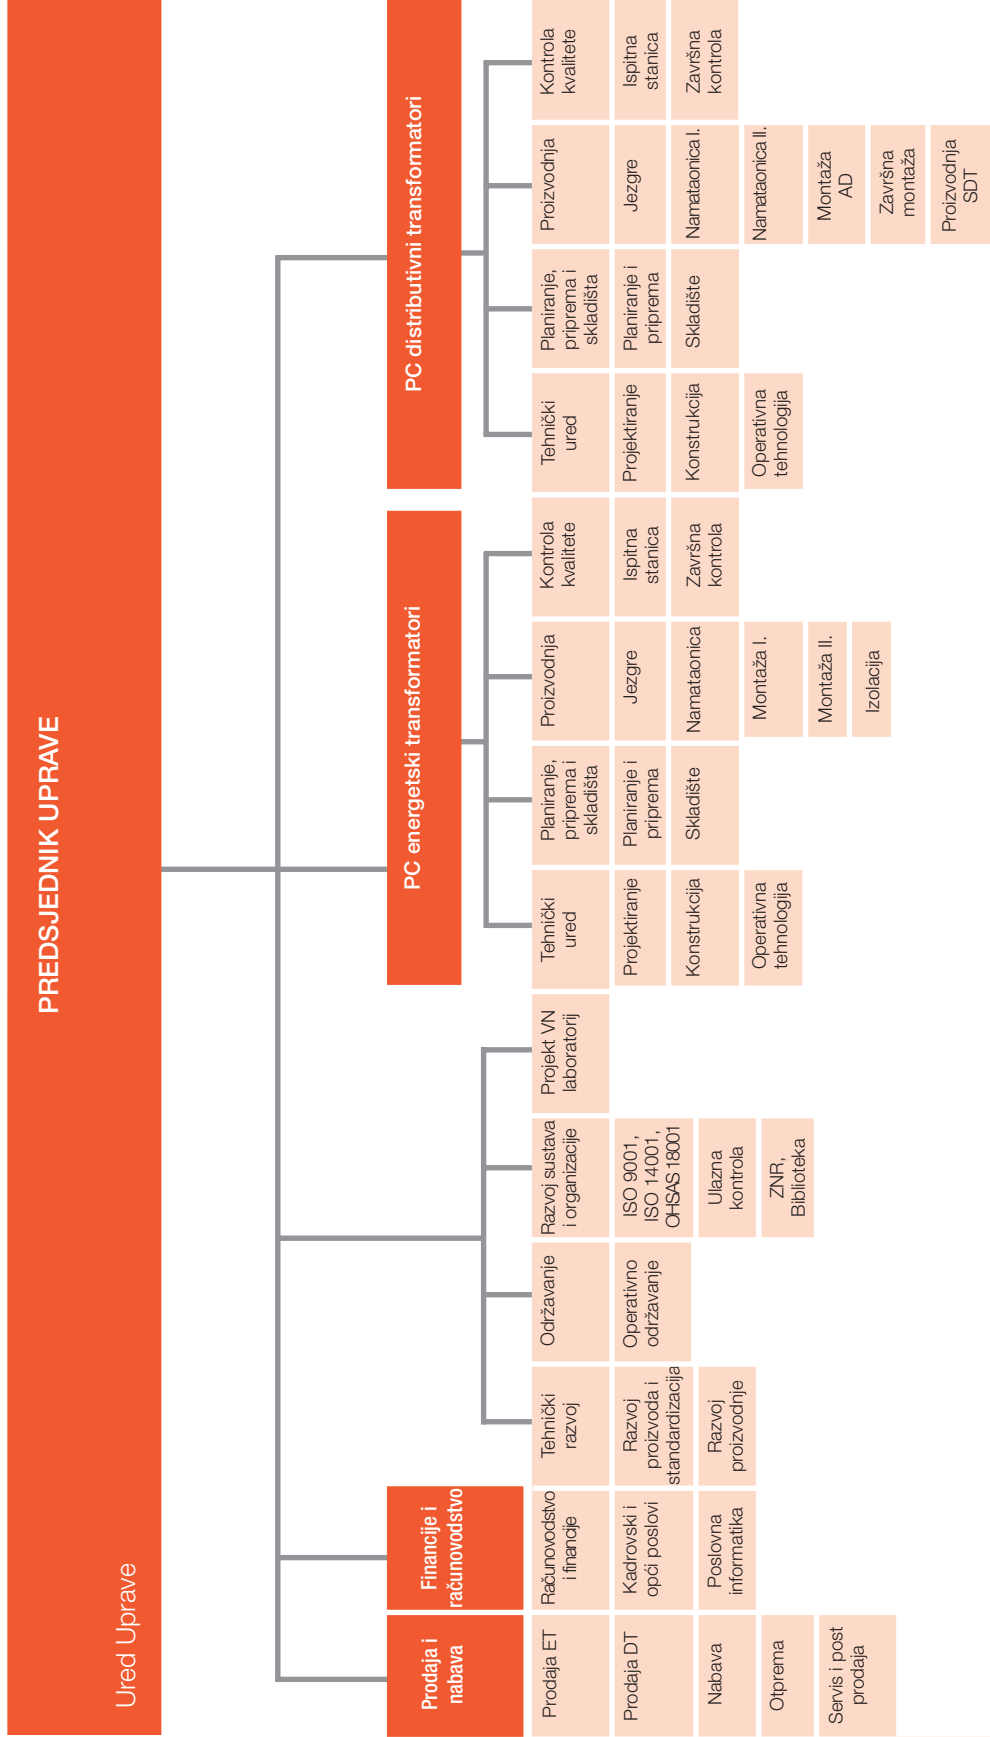 PREDSJEDNIK UPRAVE
Ured Uprave
Prodaja i
nabava
Prodaja ET
Prodaja DT
Nabava
Otprema
Servis i post
prodaja
Financije i
računovodstvo
Računovodstvo
i financije
Kadrovski i
opći poslovi
Poslovna
informatika
Tehnički
razvoj
Razvoj
proizvoda i
standardizacija
Razvoj
proizvodnje
Održavanje
Operativno
održavanje
Razvoj sustava
i organizacije
ISO 9001,
ISO 14001,
OHSAS 18001
Ulazna
kontrola
ZNR,
Biblioteka
Projekt VN
laboratorij
PC energetski transformatori
Tehnički
ured
Projektiranje
Konstrukcija
Operativna
tehnologija
Planiranje,
priprema i
skladišta
Planiranje i
priprema
Skladište
Proizvodnja
Jezgre
Namataonica
Montaža I.
Montaža II.
Izolacija
Kontrola
kvalitete
Ispitna
stanica
Završna
kontrola
PC distributivni transformatori
Tehnički
ured
Projektiranje
Konstrukcija
Operativna
tehnologija
Planiranje,
priprema i
skladišta
Planiranje i
priprema
Skladište
Proizvodnja
Jezgre
Namataonica I.
Namataonica II.
Montaža
AD
Završna
montaža
Proizvodnja
SDT
Kontrola
kvalitete
Ispitna
stanica
Završna
kontrola